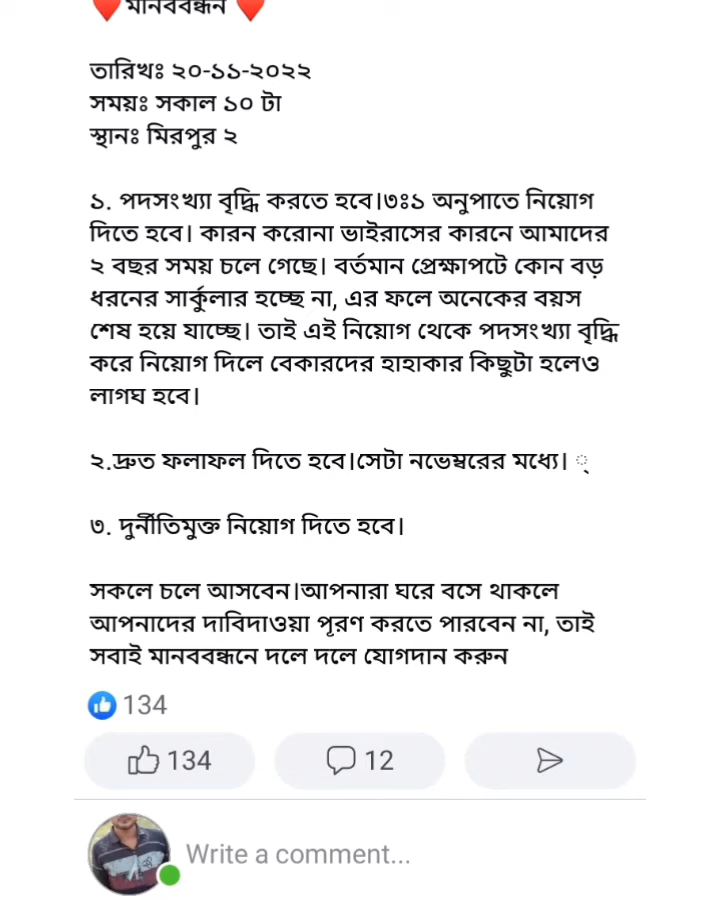 মানববন্ধন
তারিখঃ ২০-১১-২০২২
সময়ঃ সকাল ১০ টা
স্থানঃ মিরপুর ২
১. পদসংখ্যা বৃদ্ধি করতে হবে।৩ঃ১ অনুপাতে নিয়োগ
দিতে হবে। কারন করোনা ভাইরাসের কারনে আমাদের
২ বছর সময় চলে গেছে। বর্তমান প্রেক্ষাপটে কোন বড়
ধরনের সার্কুলার হচ্ছে না, এর ফলে অনেকের বয়স
শেষ হয়ে যাচ্ছে। তাই এই নিয়োগ থেকে পদসংখ্যা বৃদ্ধি
করে নিয়োগ দিলে বেকারদের হাহাকার কিছুটা হলেও
লাগঘ হবে।
২.দ্রুত ফলাফল দিতে হবে।সেটা নভেম্বরের মধ্যে। ্
৩. দুর্নীতিমুক্ত নিয়োগ দিতে হবে।
সকলে চলে আসবেন।আপনারা ঘরে বসে থাকলে
আপনাদের দাবিদাওয়া পূরণ করতে পারবেন না, তাই
সবাই মানববন্ধনে দলে দলে যোগদান করুন
134
134 12
Write a comment...